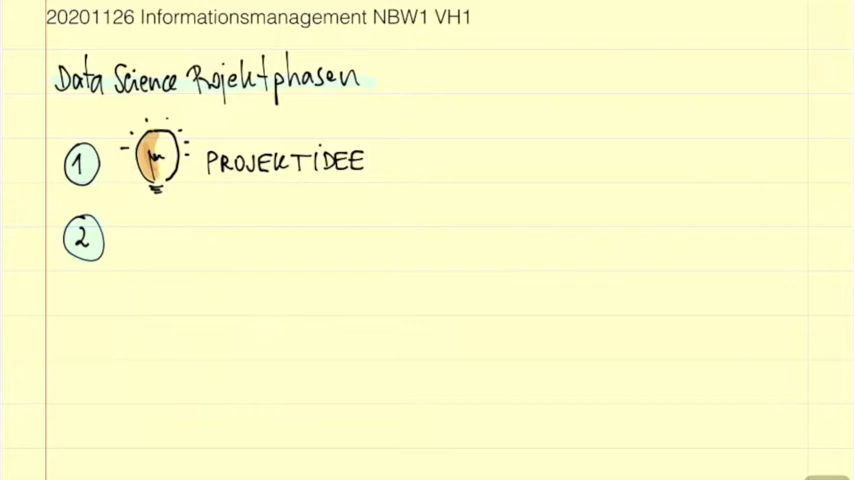 20201126 Informationsmanagement NBW1 VH1
Data Science Projektphasen
1 PROJEKTIDEE
2